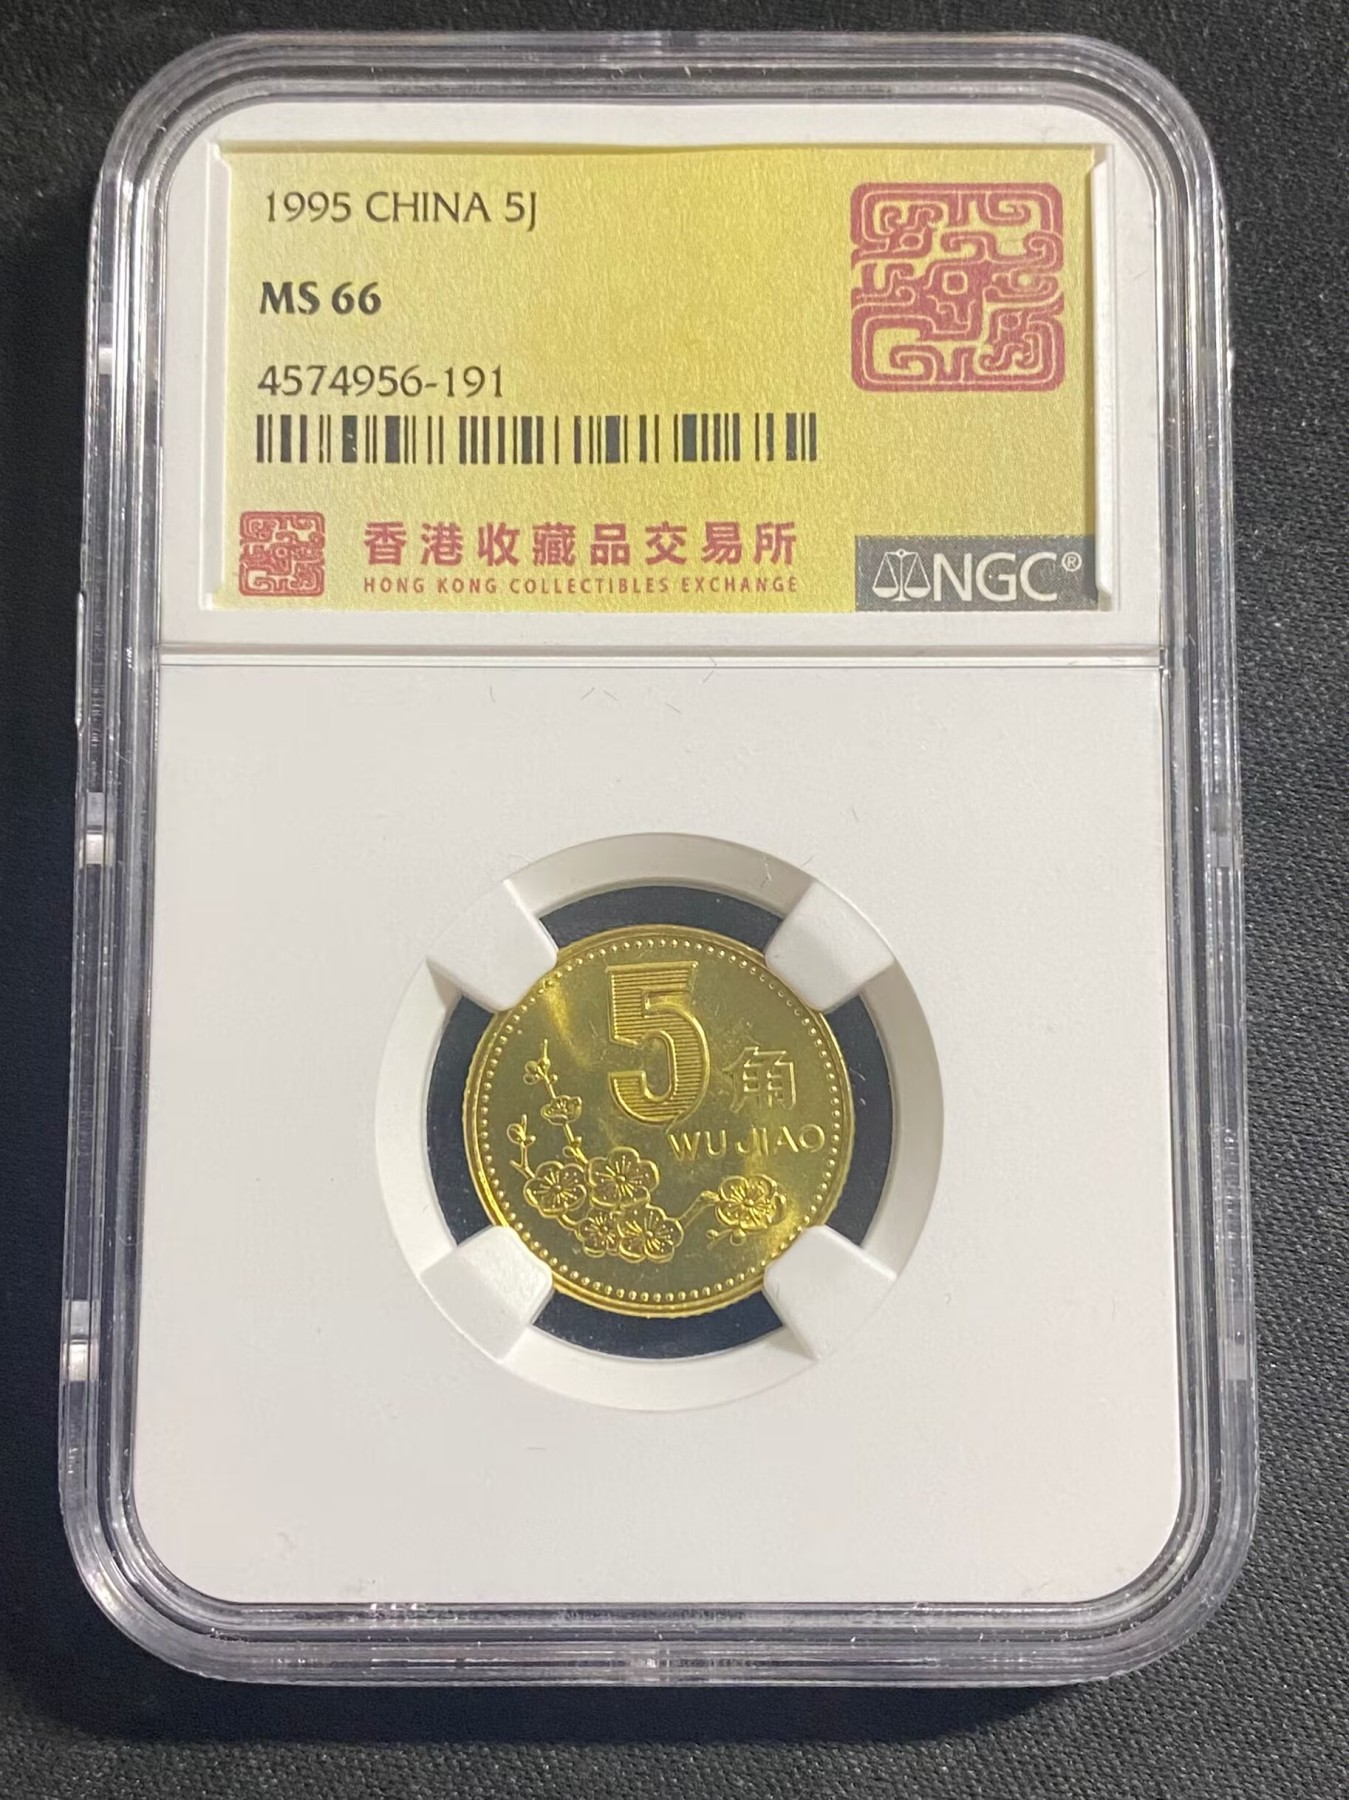 1995 CHINA 5J
MS 66
4574956-191
香港收藏品交易所
HONG KONG COLLECTIBLES EXCHANGE
NGC®
5角
WU JIAO